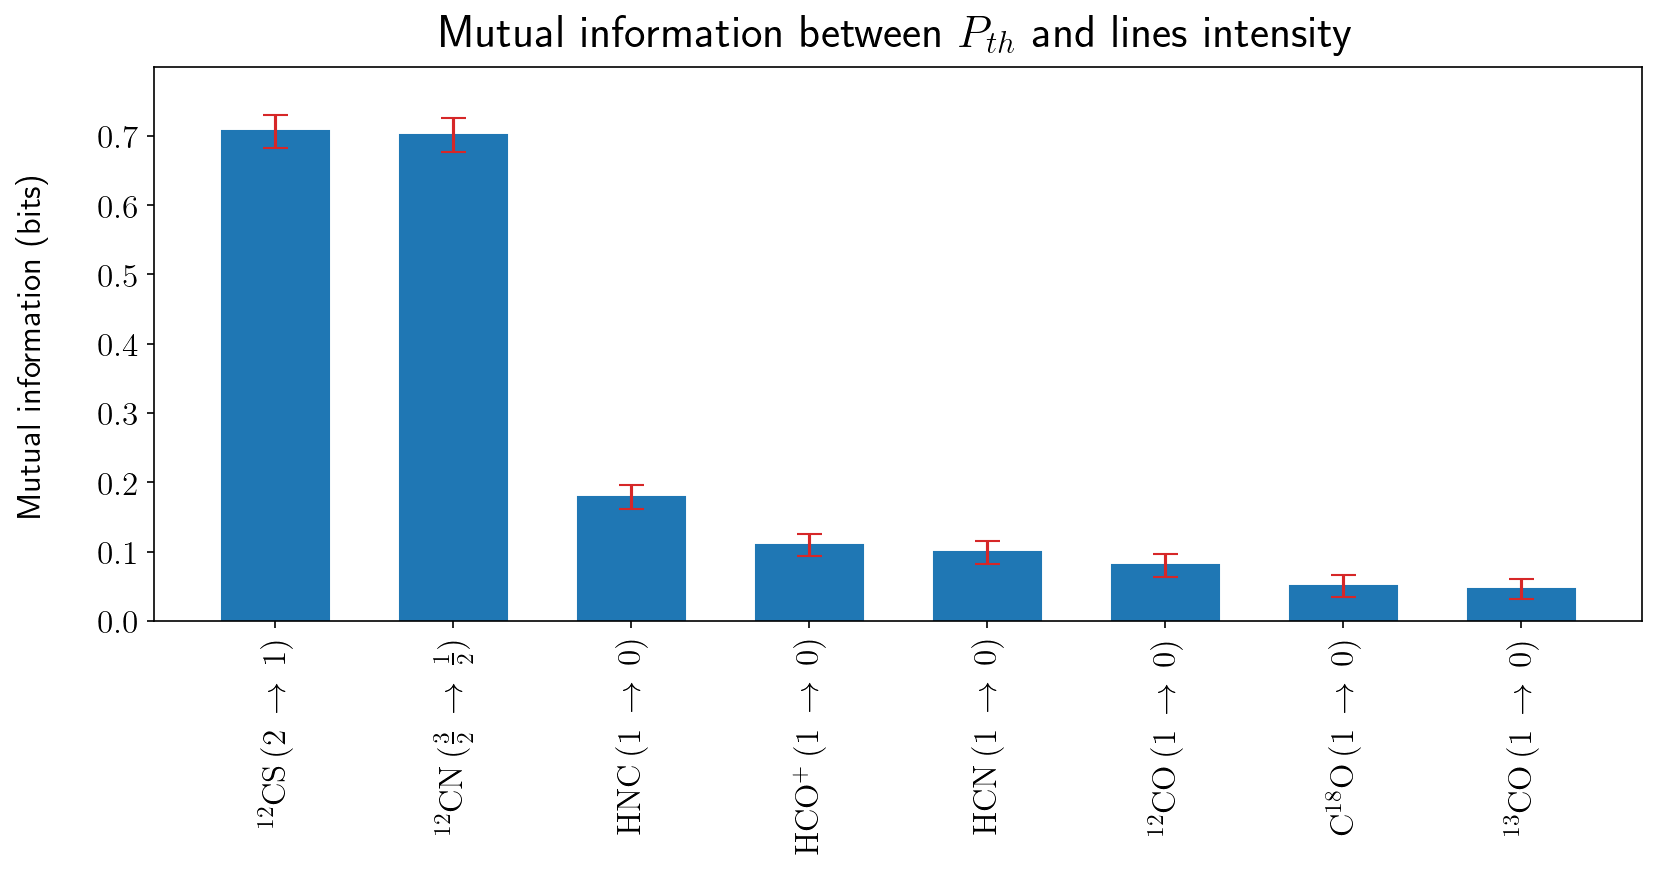 Mutual information between P_th and lines intensity
Mutual information (bits)
0.7
0.6
0.5
0.4
0.3
0.2
0.1
0.0
¹²CS (2 → 1)
¹²CN (3/2 → 1/2)
HNC (1 → 0)
HCO⁺ (1 → 0)
HCN (1 → 0)
¹²CO (1 → 0)
C¹⁸O (1 → 0)
¹³CO (1 → 0)